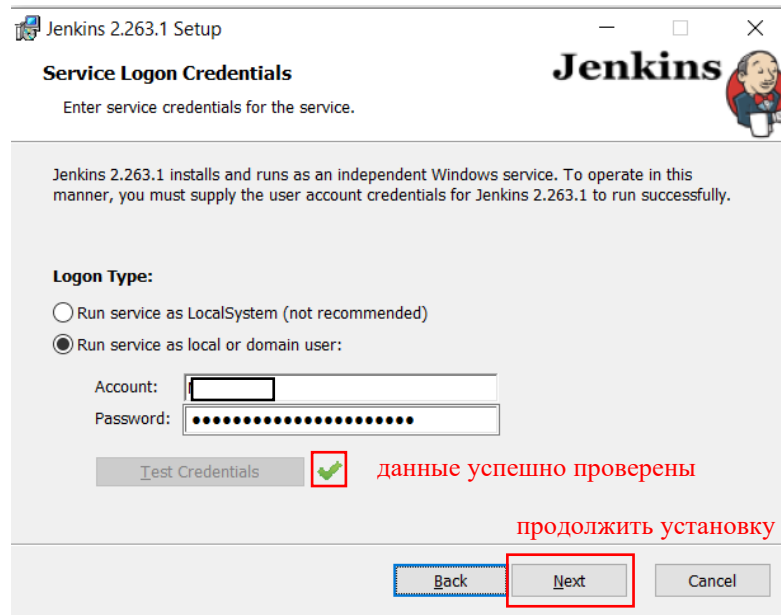 Jenkins 2.263.1 Setup
Service Logon Credentials
Jenkins
Enter service credentials for the service.
Jenkins 2.263.1 installs and runs as an independent Windows service. To operate in this
manner, you must supply the user account credentials for Jenkins 2.263.1 to run successfully.
Logon Type:
Run service as LocalSystem (not recommended)
Run service as local or domain user:
Account:
Password: ••••••••••••••••••••••
Test Credentials
данные успешно проверены
продолжить установку
Back Next Cancel